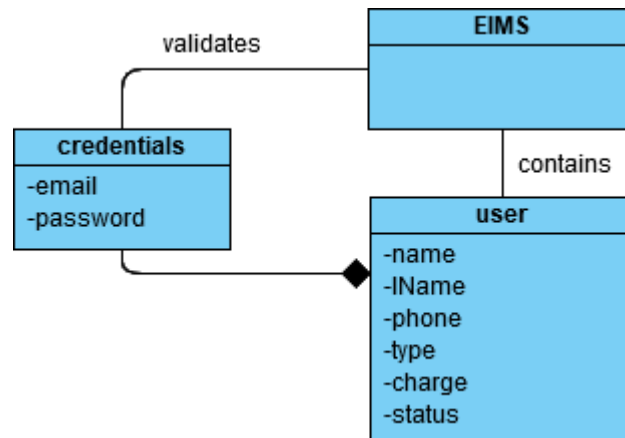 EIMS
validates
credentials
-email
-password
contains
user
-name
-lName
-phone
-type
-charge
-status